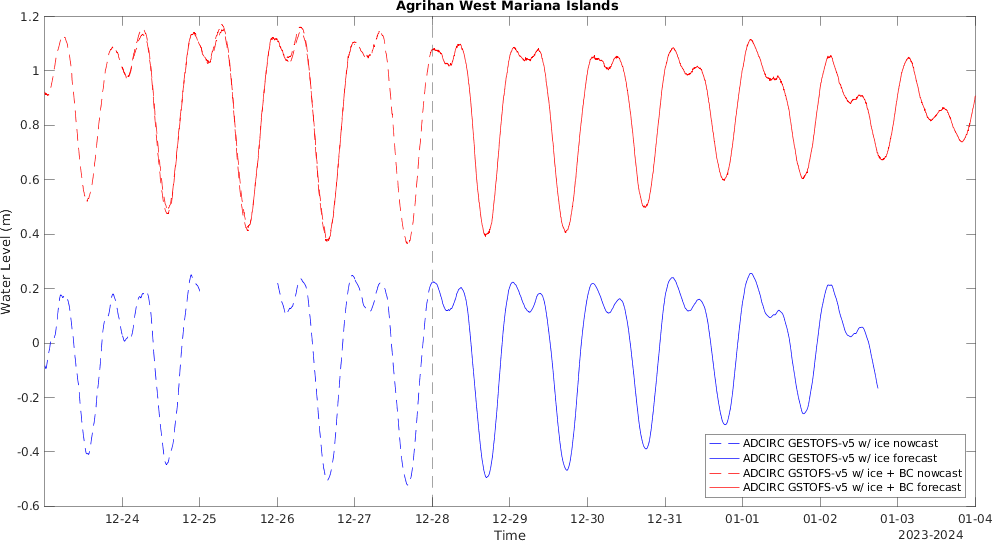 Agrihan West Mariana Islands
1.2
1
0.8
0.6
0.4
0.2
0
-0.2
-0.4
-0.6
Water Level (m)
12-24 12-25 12-26 12-27 12-28 12-29 12-30 12-31 01-01 01-02 01-03 01-04
Time
2023-2024
ADCIRC GESTOFS-v5 w/ ice nowcast
ADCIRC GESTOFS-v5 w/ ice forecast
ADCIRC GSTOFS-v5 w/ ice + BC nowcast
ADCIRC GSTOFS-v5 w/ ice + BC forecast